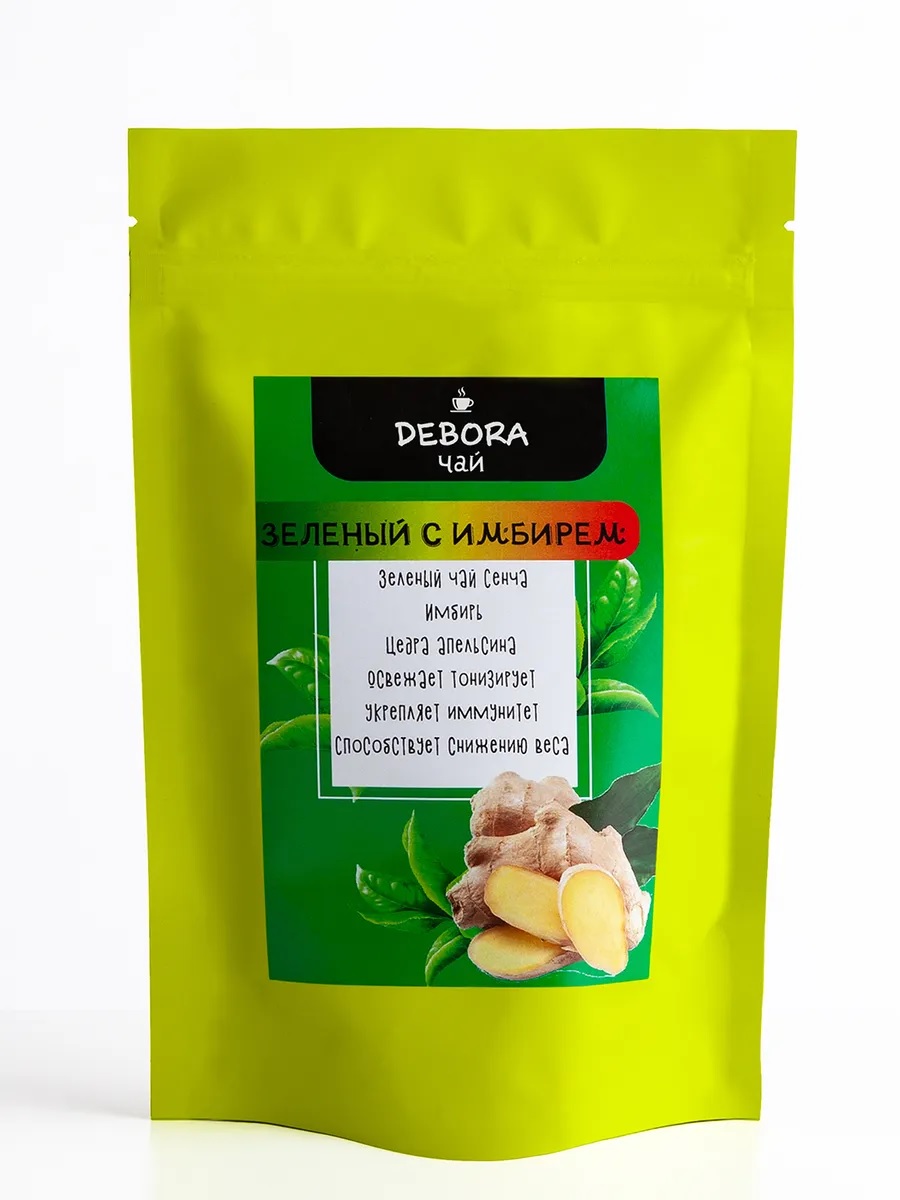 DEBORA
чай
ЗЕЛЕНЫЙ С ИМБИРЕМ
Зеленый чай Сенча
Имбирь
Цедра апельсина
Освежает тонизирует
укрепляет иммунитет
способствует снижению веса